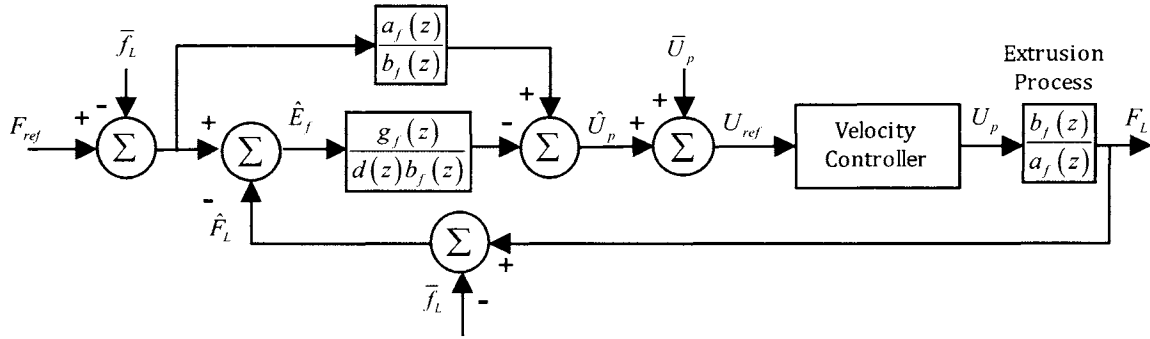 f̄_L
a_f(z)
b_f(z)
Ū_p
Extrusion
Process
F_ref
+
-
Σ
+
Σ
Ê_f
g_f(z)
d(z)b_f(z)
-
+
Σ
Û_p
+
+
Σ
U_ref
Velocity
Controller
U_p
b_f(z)
a_f(z)
F_L
-
F̂_L
Σ
+
f̄_L
-